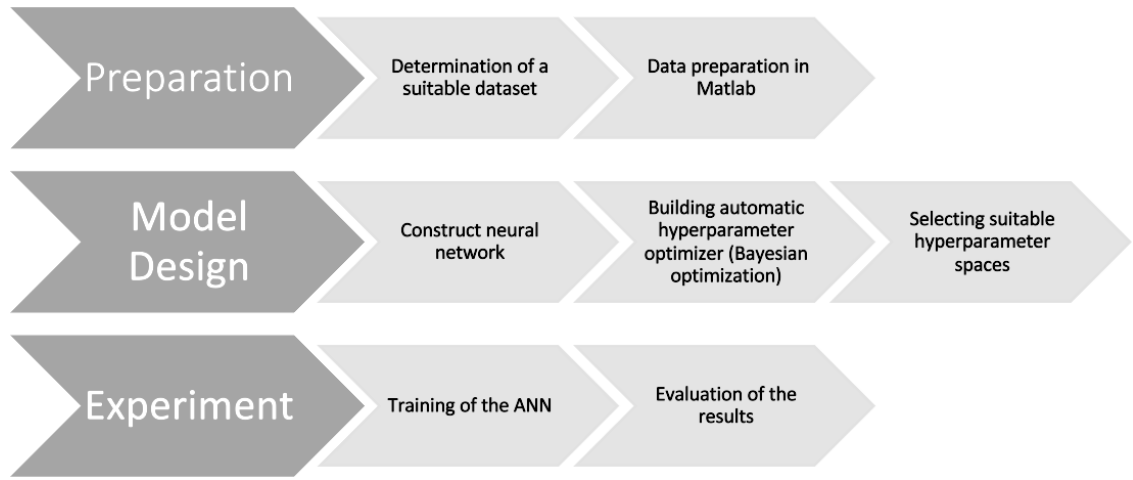 Preparation
Determination of a
suitable dataset
Data preparation in
Matlab
Model
Design
Construct neural
network
Building automatic
hyperparameter
optimizer (Bayesian
optimization)
Selecting suitable
hyperparameter
spaces
Experiment
Training of the ANN
Evaluation of the
results